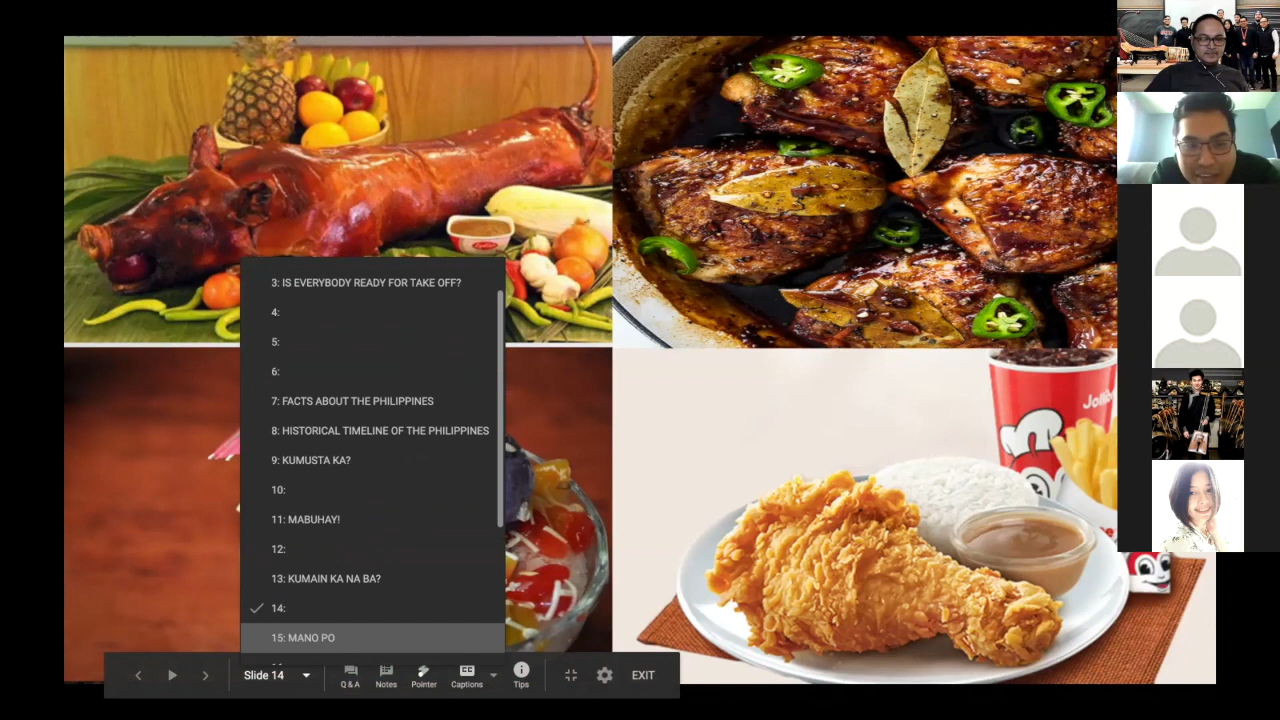 3: IS EVERYBODY READY FOR TAKE OFF?
4:
5:
6:
7: FACTS ABOUT THE PHILIPPINES
8: HISTORICAL TIMELINE OF THE PHILIPPINES
9: KUMUSTA KA?
10:
11: MABUHAY!
12:
13: KUMAIN KA NA BA?
14:
15: MANO PO
Slide 14
Q & A
Notes
Pointer
CC
Captions
Tips
EXIT